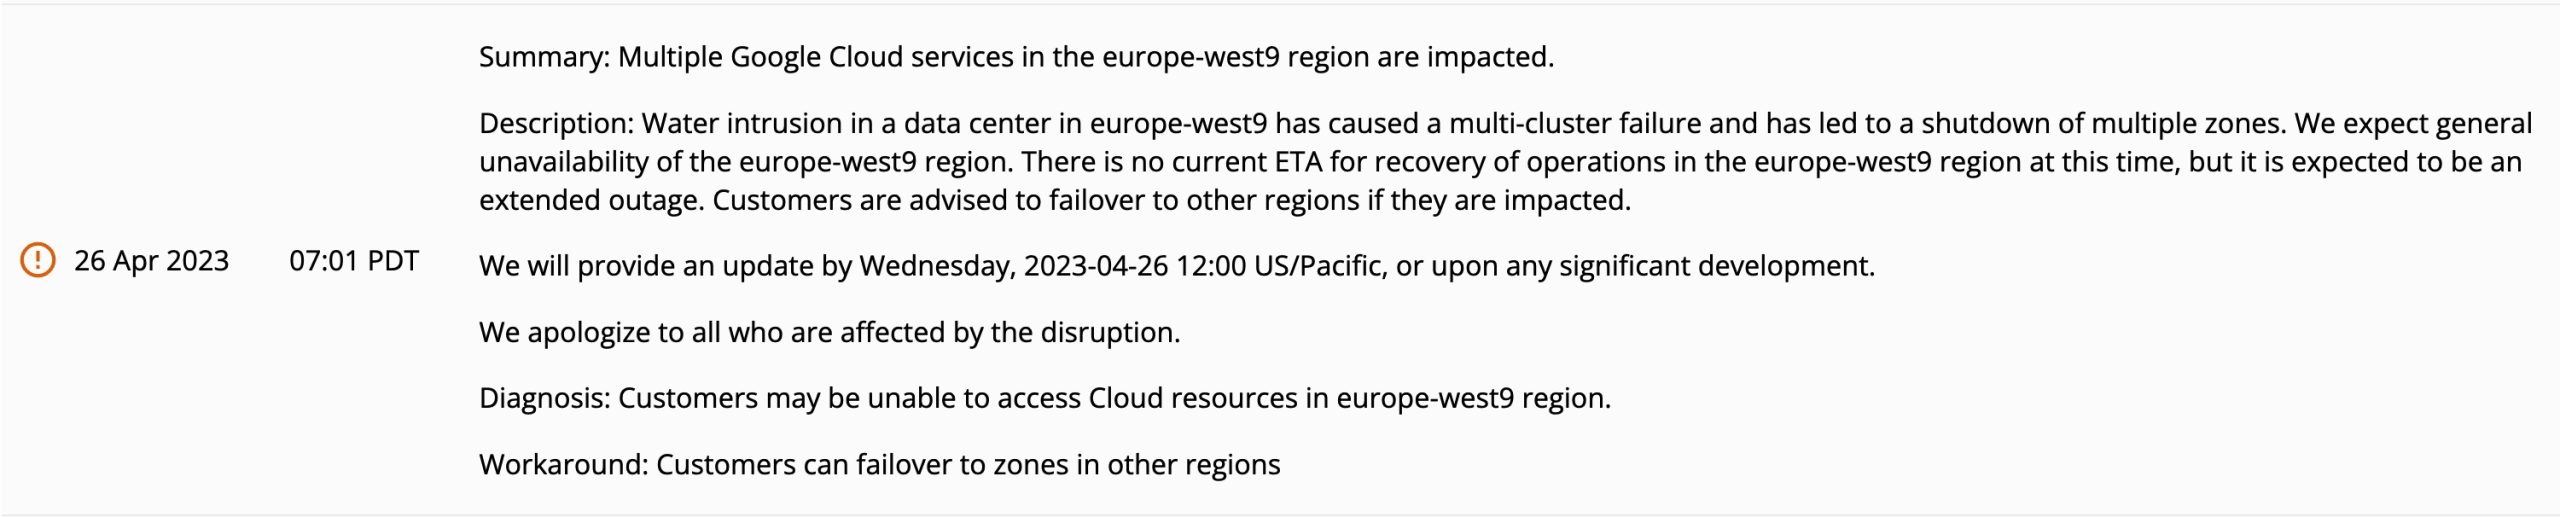 Summary: Multiple Google Cloud services in the europe-west9 region are impacted.
Description: Water intrusion in a data center in europe-west9 has caused a multi-cluster failure and has led to a shutdown of multiple zones. We expect general
unavailability of the europe-west9 region. There is no current ETA for recovery of operations in the europe-west9 region at this time, but it is expected to be an
extended outage. Customers are advised to failover to other regions if they are impacted.
26 Apr 2023 07:01 PDT We will provide an update by Wednesday, 2023-04-26 12:00 US/Pacific, or upon any significant development.
We apologize to all who are affected by the disruption.
Diagnosis: Customers may be unable to access Cloud resources in europe-west9 region.
Workaround: Customers can failover to zones in other regions